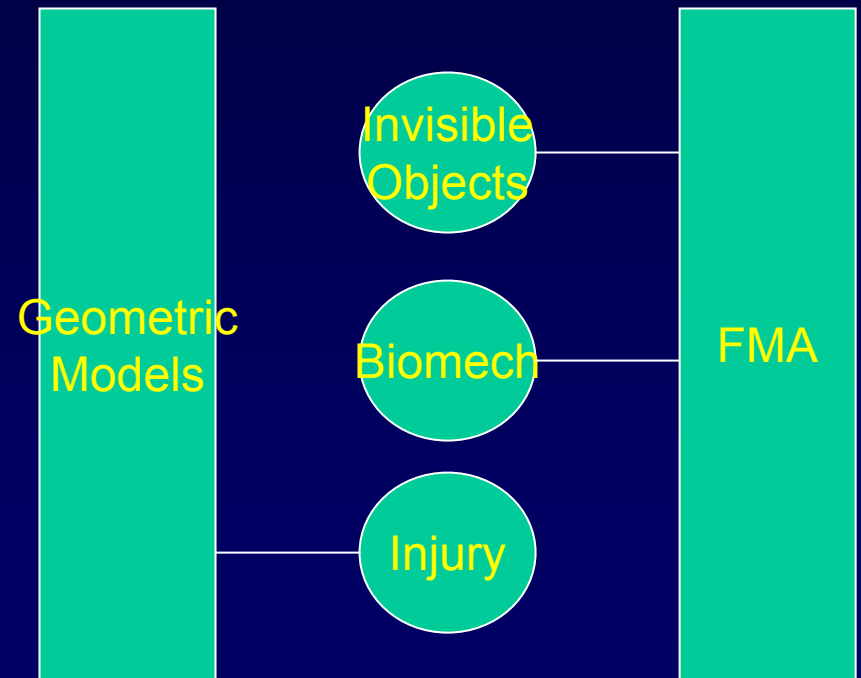 Geometric
Models
Invisible
Objects
Biomech
Injury
FMA